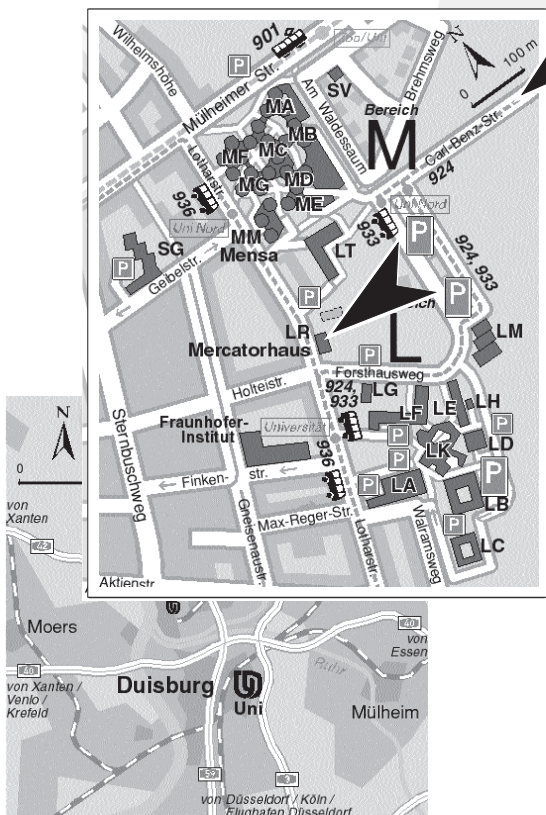 Wilhelmshöhe
901
Zoo/Uni
P
Mülheimer Str.
SV
Am Waldessaum
Brehmsweg
N
0
100 m
Bereich
M
Carl-Benz-Str.
924
MA
MB
MC
MF
MG
MD
ME
Lotharstr.
936
Uni Nord
MM
Mensa
LT
Uni Nord
933
P
924, 933
SG
P
Geibelstr.
P
P
L
LR
Mercatorhaus
P
LM
Forsthausweg
Holteistr.
924,
933
LG
LF
LE
LH
LD
P
LK
P
P
P
Universität
Fraunhofer-
Institut
Sternbuschweg
936
P
LA
LB
Finken-
str.
Max-Reger-Str.
Gneisenaustr.
Lotharstr.
Walramsweg
P
LC
Aktienstr.
N
0
von
Xanten
42
Moers
40
von
Essen
40
von Xanten /
Venlo /
Krefeld
Duisburg
Uni
Ruhr
Mülheim
59
3
von Düsseldorf / Köln /
Flughafen Düsseldorf